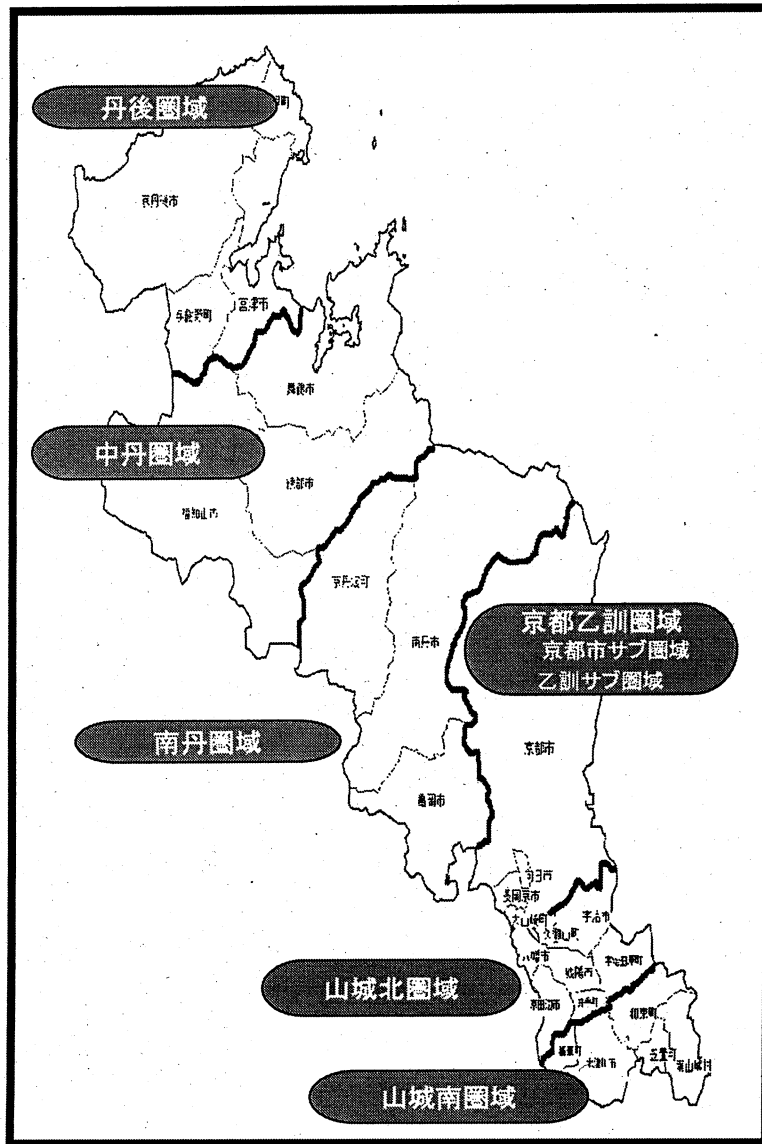 丹後圏域
町
京丹後市
宮津市
与謝野町
舞鶴市
中丹圏域
綾部市
福知山市
京丹波町
南丹市
京都乙訓圏域
京都市サブ圏域
乙訓サブ圏域
南丹圏域
京都市
亀岡市
向日市
長岡京市
大山崎町
宇治市
久御山町
八幡市
城陽市
宇治田原町
山城北圏域
京田辺市
井手町
和束町
精華町
木津川市
笠置町
南山城村
山城南圏域